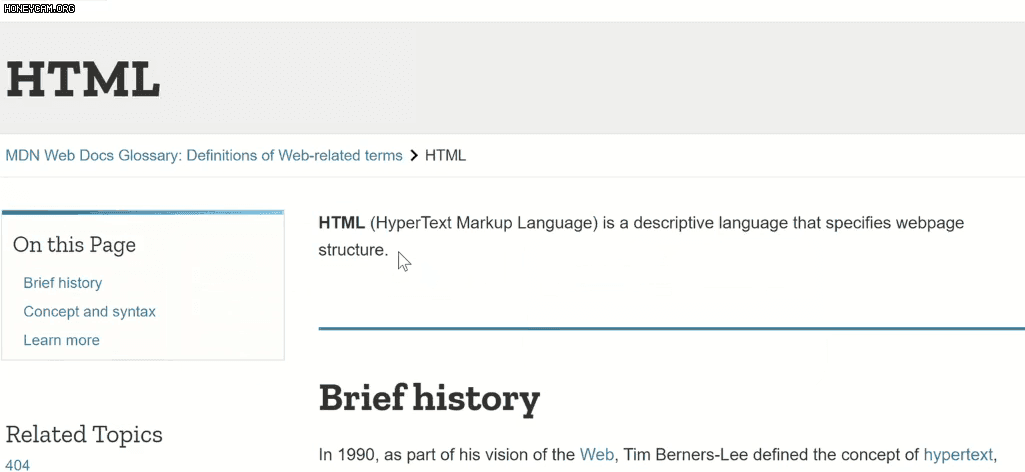 HONEYCAM.ORG
HTML
MDN Web Docs Glossary: Definitions of Web-related terms > HTML
On this Page
Brief history
Concept and syntax
Learn more
Related Topics
404
HTML (HyperText Markup Language) is a descriptive language that specifies webpage
structure.
Brief history
In 1990, as part of his vision of the Web, Tim Berners-Lee defined the concept of hypertext,